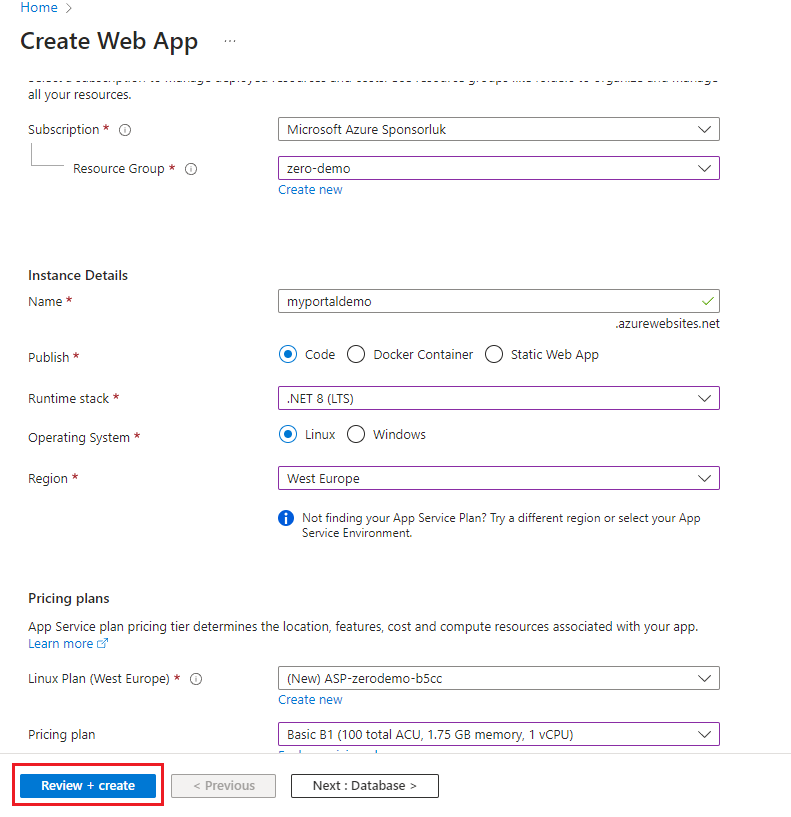 Home >
Create Web App ...
all your resources.
Subscription *
Microsoft Azure Sponsorluk
Resource Group *
zero-demo
Create new
Instance Details
Name *
myportaldemo
.azurewebsites.net
Publish *
Code
Docker Container
Static Web App
Runtime stack *
.NET 8 (LTS)
Operating System *
Linux
Windows
Region *
West Europe
Not finding your App Service Plan? Try a different region or select your App
Service Environment.
Pricing plans
App Service plan pricing tier determines the location, features, cost and compute resources associated with your app.
Learn more
Linux Plan (West Europe) *
(New) ASP-zerodemo-b5cc
Create new
Pricing plan
Basic B1 (100 total ACU, 1.75 GB memory, 1 vCPU)
Review + create
< Previous
Next : Database >